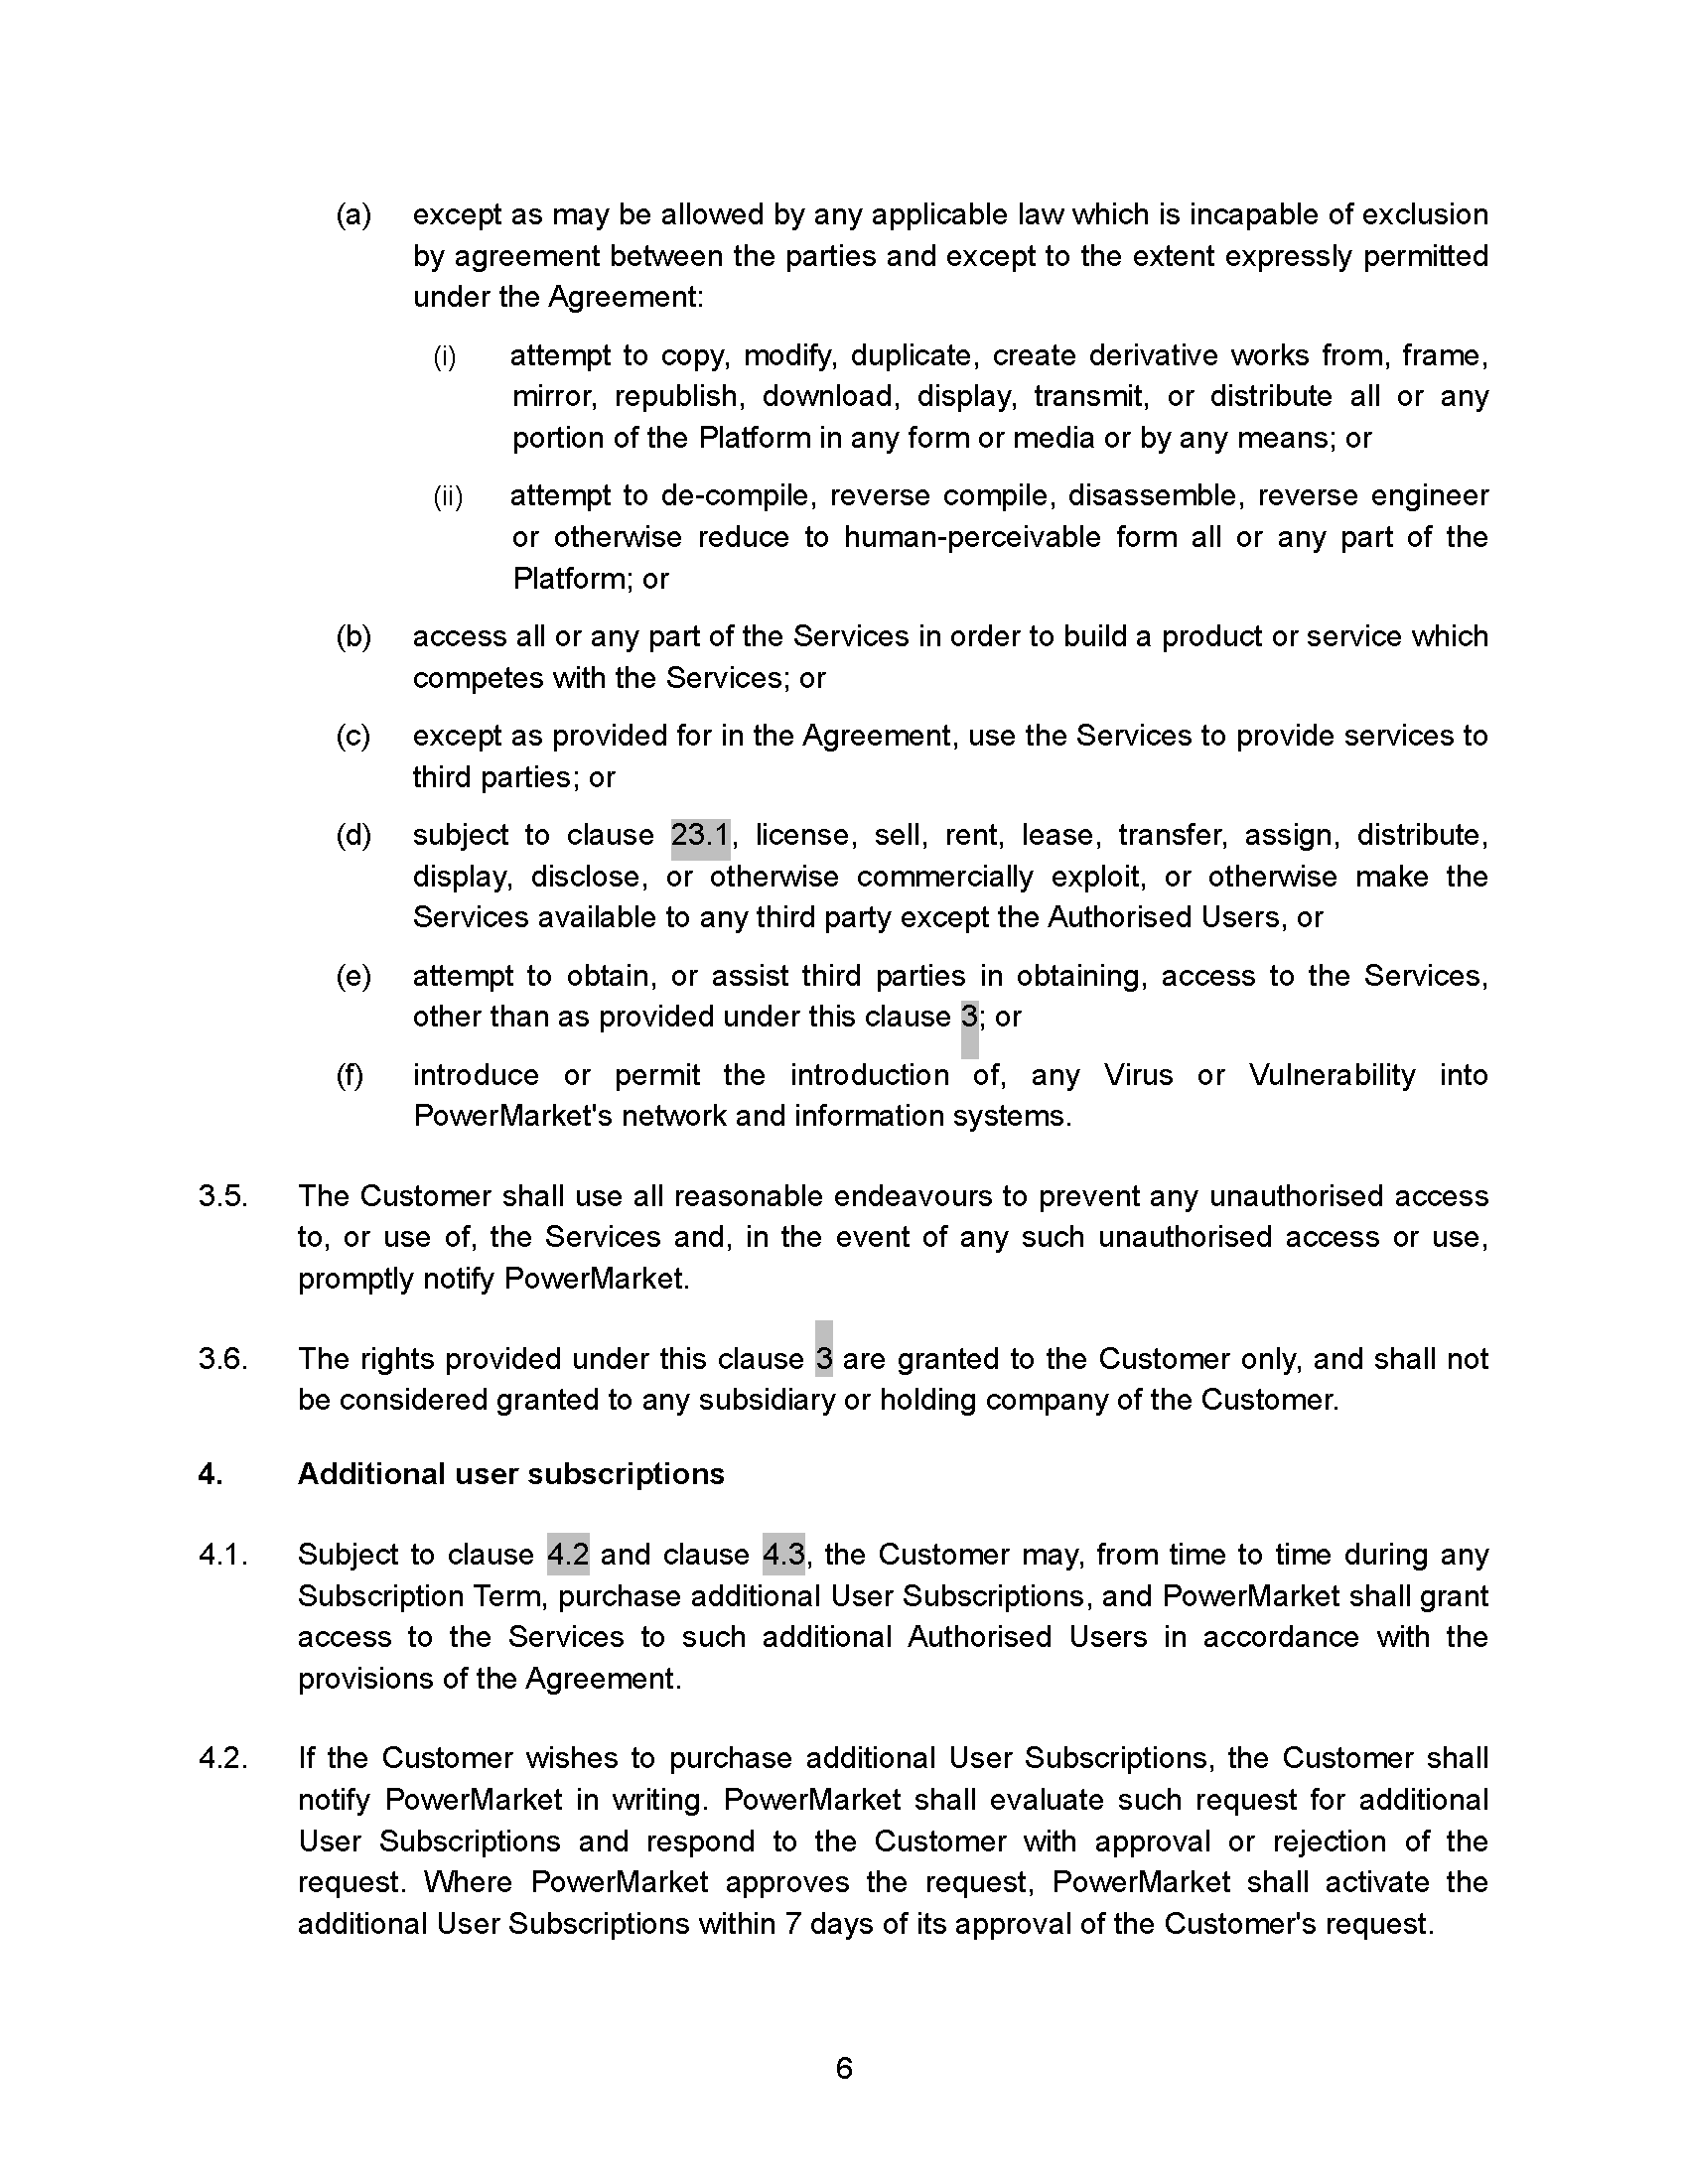 (a) except as may be allowed by any applicable law which is incapable of exclusion
by agreement between the parties and except to the extent expressly permitted
under the Agreement:
(i) attempt to copy, modify, duplicate, create derivative works from, frame,
mirror, republish, download, display, transmit, or distribute all or any
portion of the Platform in any form or media or by any means; or
(ii) attempt to de-compile, reverse compile, disassemble, reverse engineer
or otherwise reduce to human-perceivable form all or any part of the
Platform; or
(b) access all or any part of the Services in order to build a product or service which
competes with the Services; or
(c) except as provided for in the Agreement, use the Services to provide services to
third parties; or
(d) subject to clause 23.1, license, sell, rent, lease, transfer, assign, distribute,
display, disclose, or otherwise commercially exploit, or otherwise make the
Services available to any third party except the Authorised Users, or
(e) attempt to obtain, or assist third parties in obtaining, access to the Services,
other than as provided under this clause 3; or
(f) introduce or permit the introduction of, any Virus or Vulnerability into
PowerMarket's network and information systems.
3.5. The Customer shall use all reasonable endeavours to prevent any unauthorised access
to, or use of, the Services and, in the event of any such unauthorised access or use,
promptly notify PowerMarket.
3.6. The rights provided under this clause 3 are granted to the Customer only, and shall not
be considered granted to any subsidiary or holding company of the Customer.
4. Additional user subscriptions
4.1. Subject to clause 4.2 and clause 4.3, the Customer may, from time to time during any
Subscription Term, purchase additional User Subscriptions, and PowerMarket shall grant
access to the Services to such additional Authorised Users in accordance with the
provisions of the Agreement.
4.2. If the Customer wishes to purchase additional User Subscriptions, the Customer shall
notify PowerMarket in writing. PowerMarket shall evaluate such request for additional
User Subscriptions and respond to the Customer with approval or rejection of the
request. Where PowerMarket approves the request, PowerMarket shall activate the
additional User Subscriptions within 7 days of its approval of the Customer's request.
6